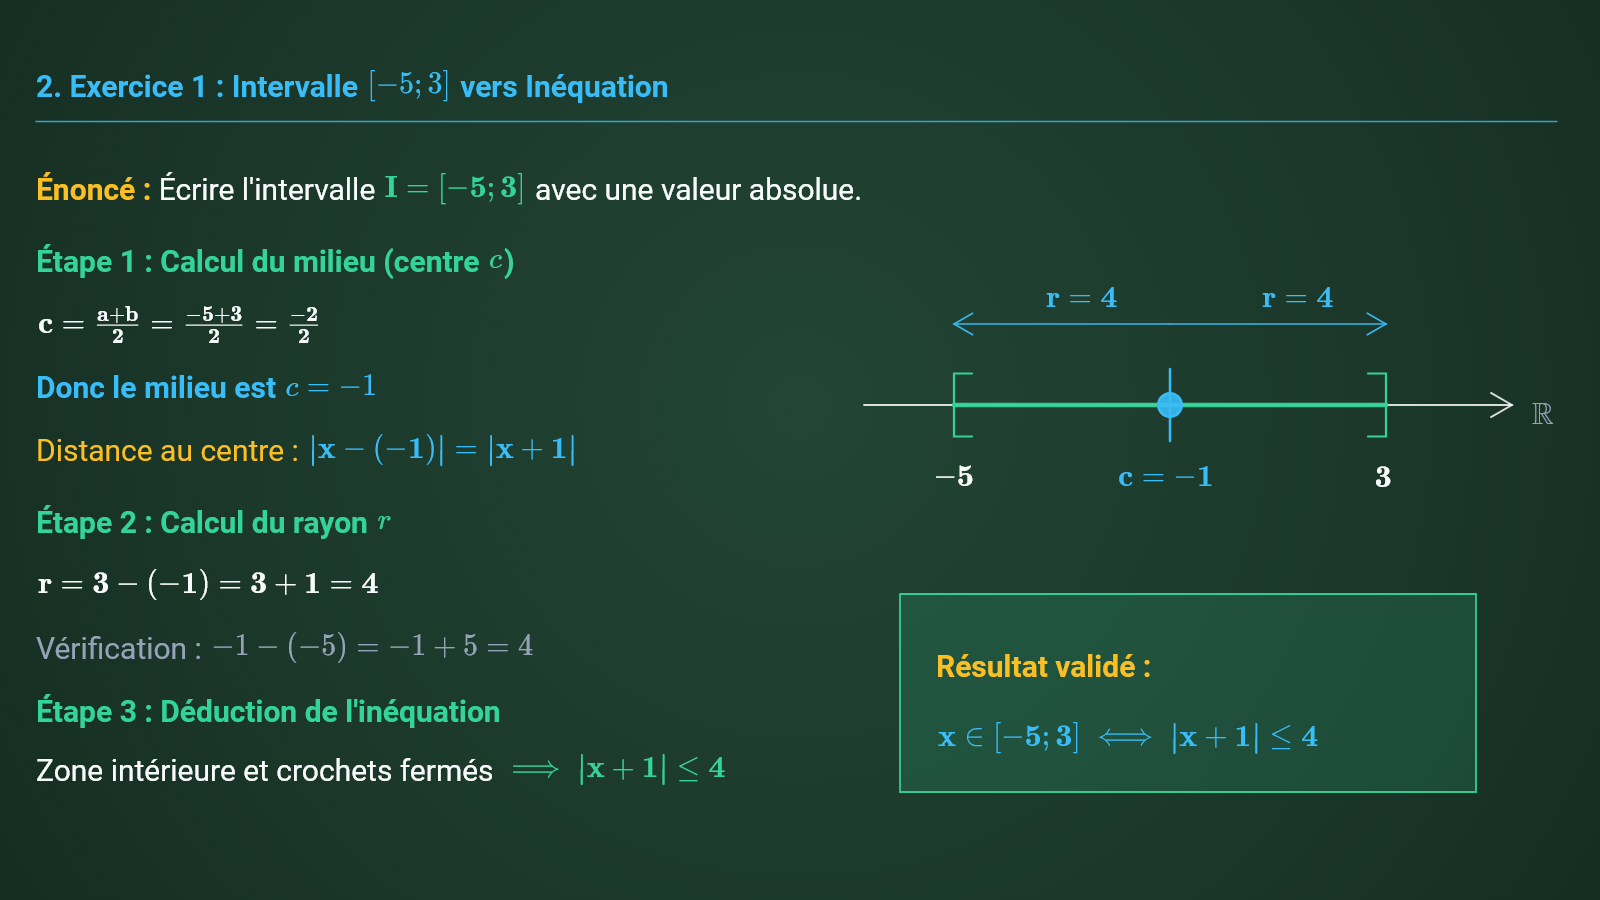 2. Exercice 1 : Intervalle [−5; 3] vers Inéquation
Énoncé : Écrire l'intervalle I = [−5; 3] avec une valeur absolue.
Étape 1 : Calcul du milieu (centre c)
c = a+b/2 = −5+3/2 = −2/2
Donc le milieu est c = −1
Distance au centre : |x − (−1)| = |x + 1|
Étape 2 : Calcul du rayon r
r = 3 − (−1) = 3 + 1 = 4
Vérification : −1 − (−5) = −1 + 5 = 4
Étape 3 : Déduction de l'inéquation
Zone intérieure et crochets fermés ⟹ |x + 1| ≤ 4
r = 4 r = 4
ℝ
−5 c = −1 3
Résultat validé :
x ∈ [−5; 3] ⟺ |x + 1| ≤ 4